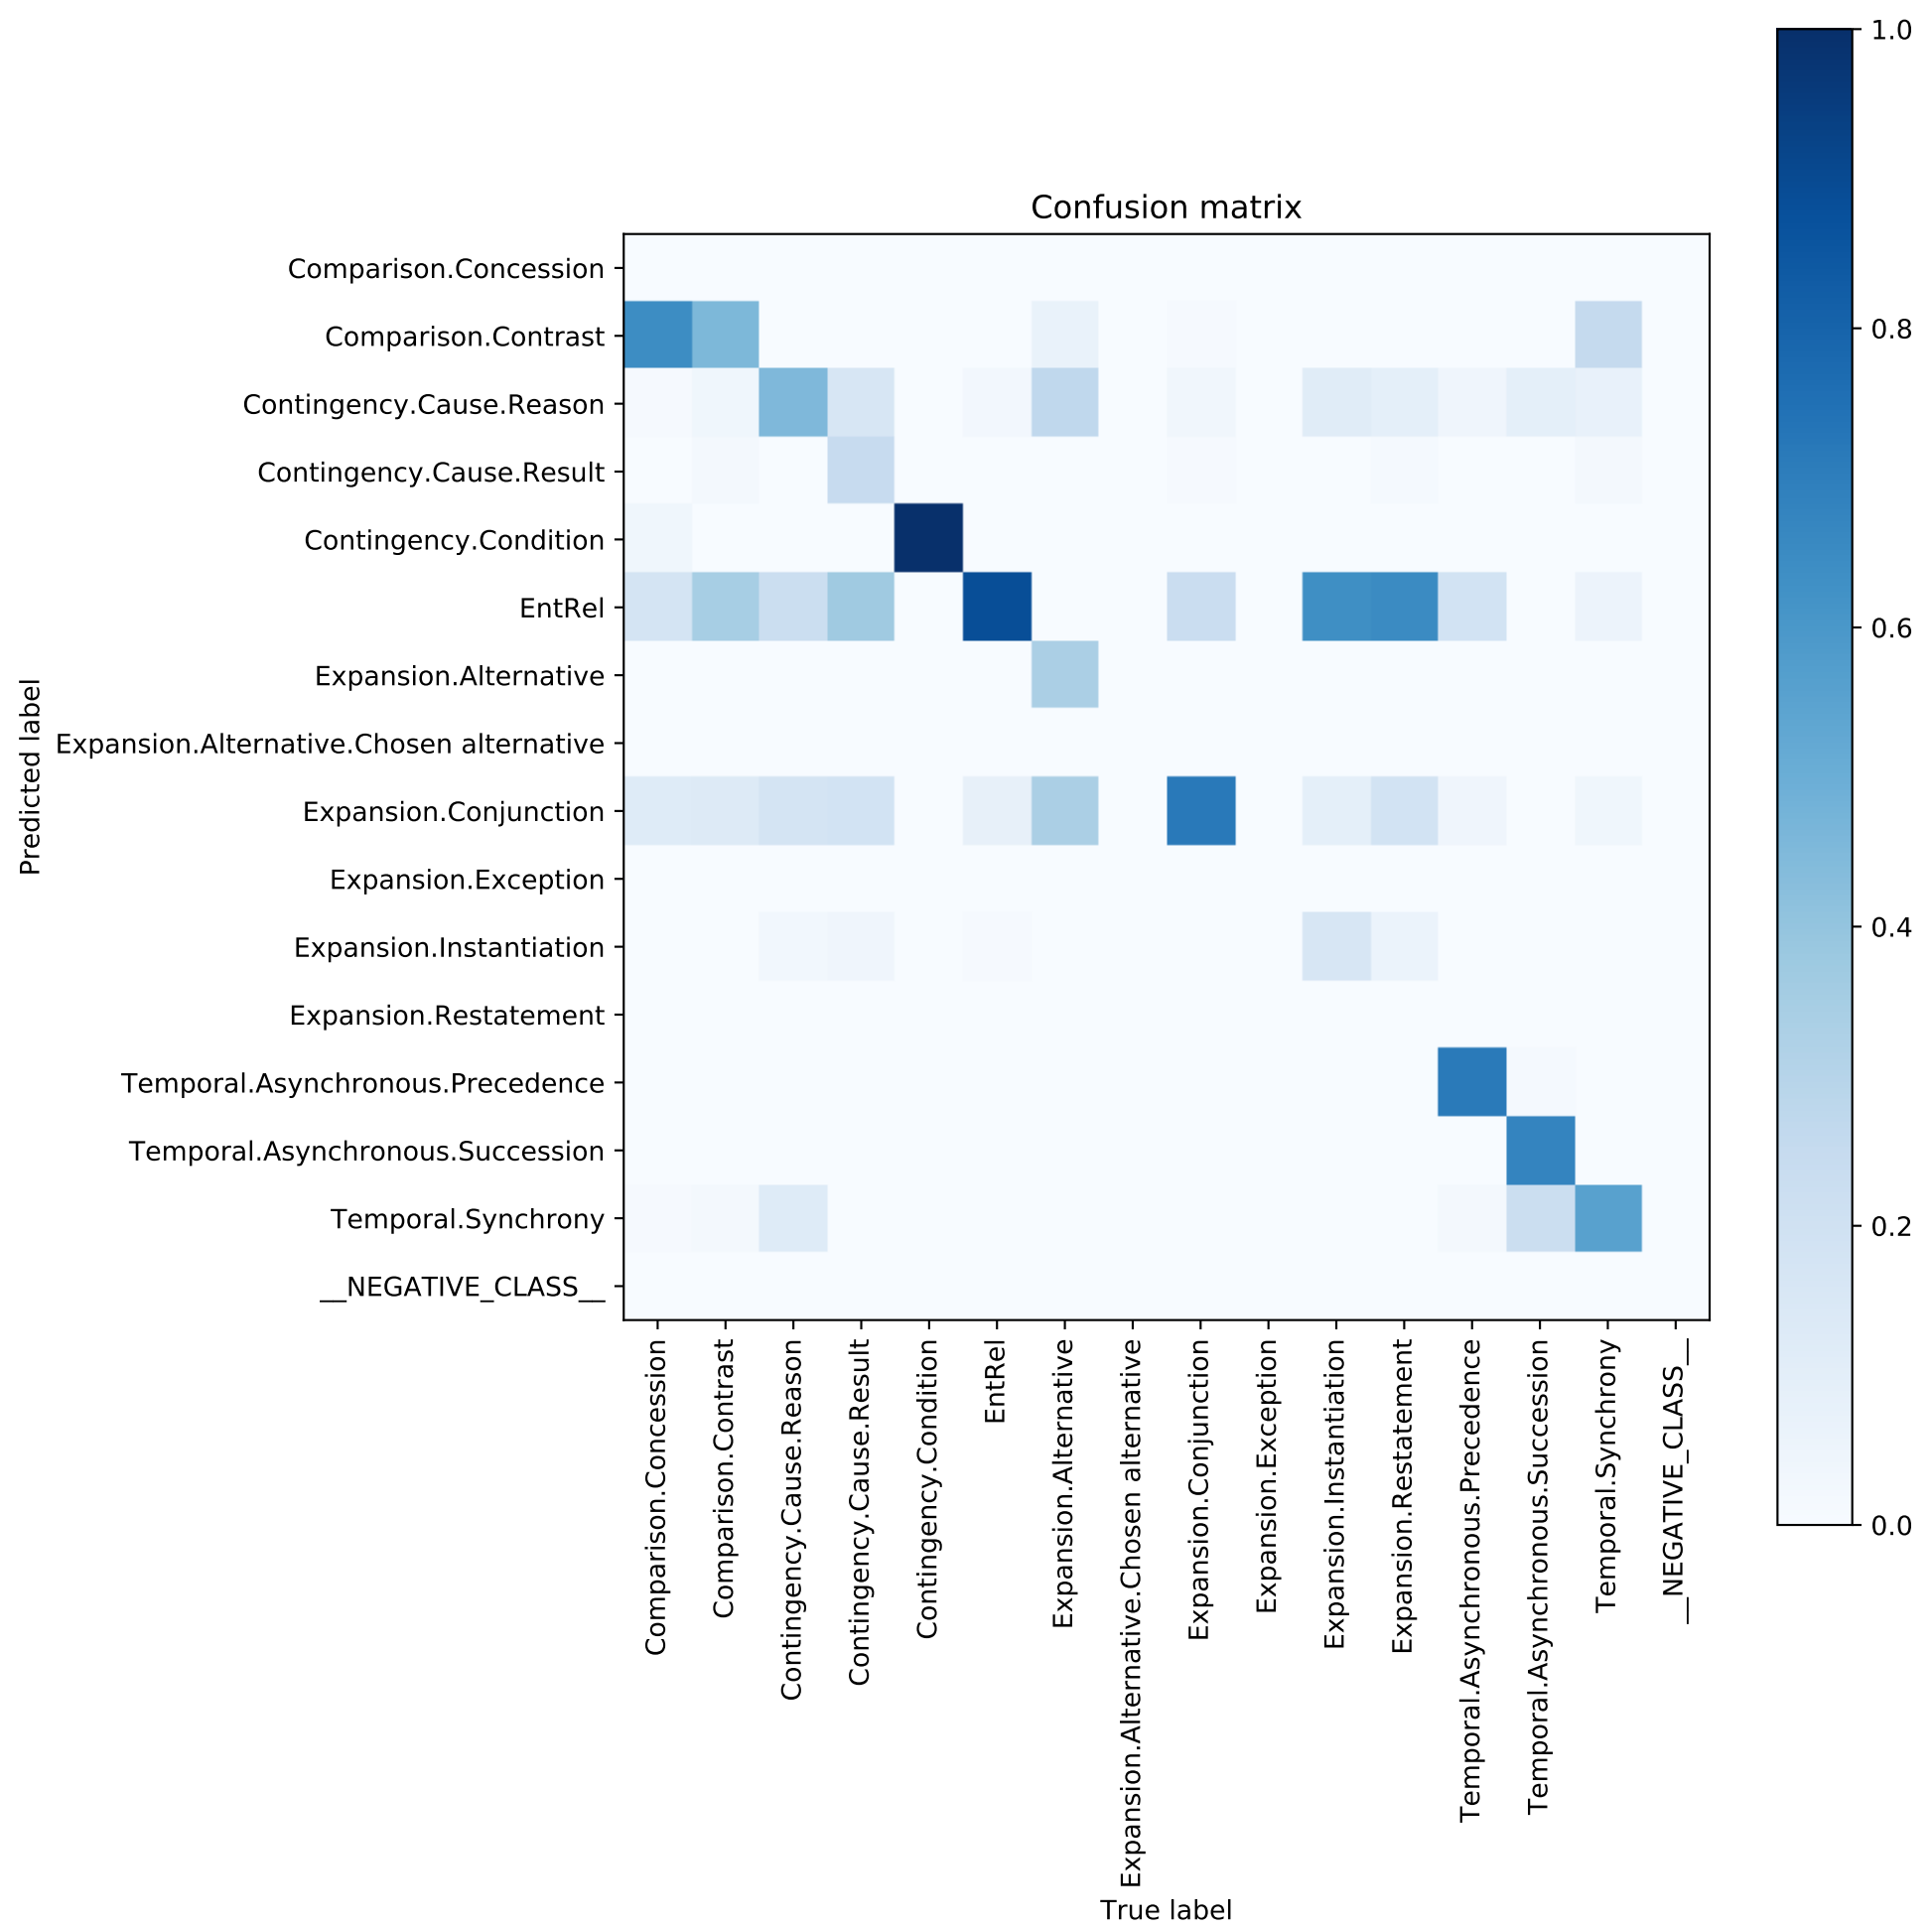 Confusion matrix
Predicted label
Comparison.Concession
Comparison.Contrast
Contingency.Cause.Reason
Contingency.Cause.Result
Contingency.Condition
EntRel
Expansion.Alternative
Expansion.Alternative.Chosen alternative
Expansion.Conjunction
Expansion.Exception
Expansion.Instantiation
Expansion.Restatement
Temporal.Asynchronous.Precedence
Temporal.Asynchronous.Succession
Temporal.Synchrony
__NEGATIVE_CLASS__
Comparison.Concession
Comparison.Contrast
Contingency.Cause.Reason
Contingency.Cause.Result
Contingency.Condition
EntRel
Expansion.Alternative
Expansion.Alternative.Chosen alternative
Expansion.Conjunction
Expansion.Exception
Expansion.Instantiation
Expansion.Restatement
Temporal.Asynchronous.Precedence
Temporal.Asynchronous.Succession
Temporal.Synchrony
__NEGATIVE_CLASS__
True label
1.0
0.8
0.6
0.4
0.2
0.0